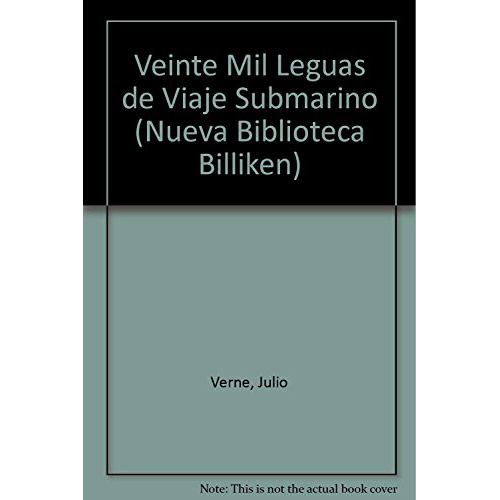 Veinte Mil Leguas
de Viaje Submarino
(Nueva Biblioteca
Billiken)
Verne, Julio
Note: This is not the actual book cover